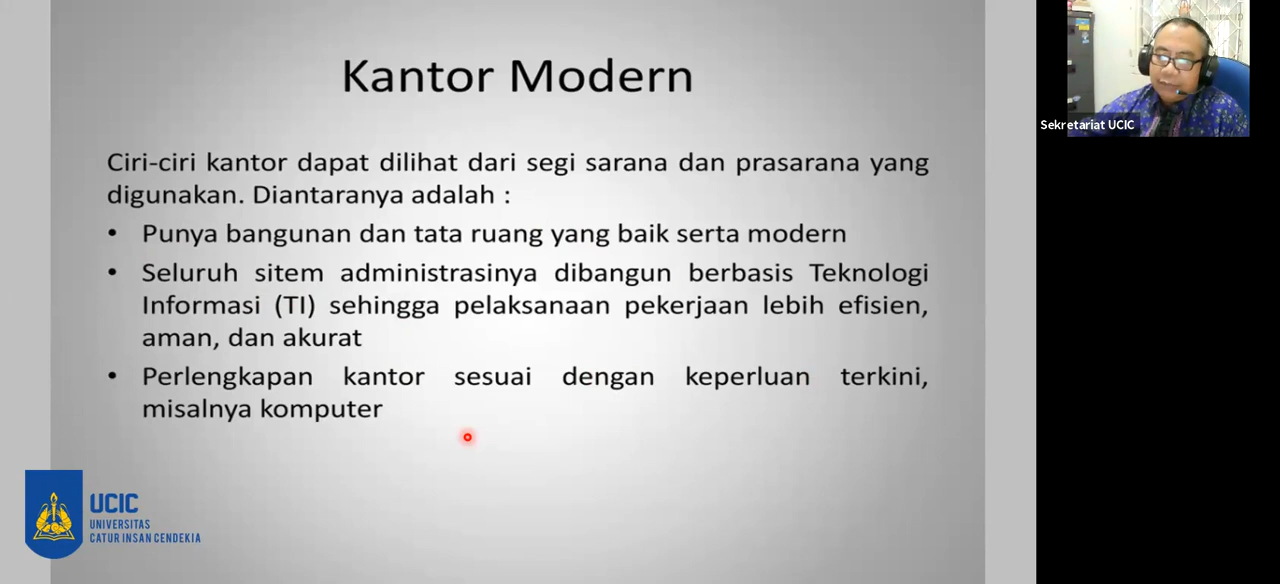 Kantor Modern
Ciri-ciri kantor dapat dilihat dari segi sarana dan prasarana yang
digunakan. Diantaranya adalah :
• Punya bangunan dan tata ruang yang baik serta modern
• Seluruh sitem administrasinya dibangun berbasis Teknologi
Informasi (TI) sehingga pelaksanaan pekerjaan lebih efisien,
aman, dan akurat
• Perlengkapan kantor sesuai dengan keperluan terkini,
misalnya komputer
UCIC
UNIVERSITAS
CATUR INSAN CENDEKIA
Sekretariat UCIC